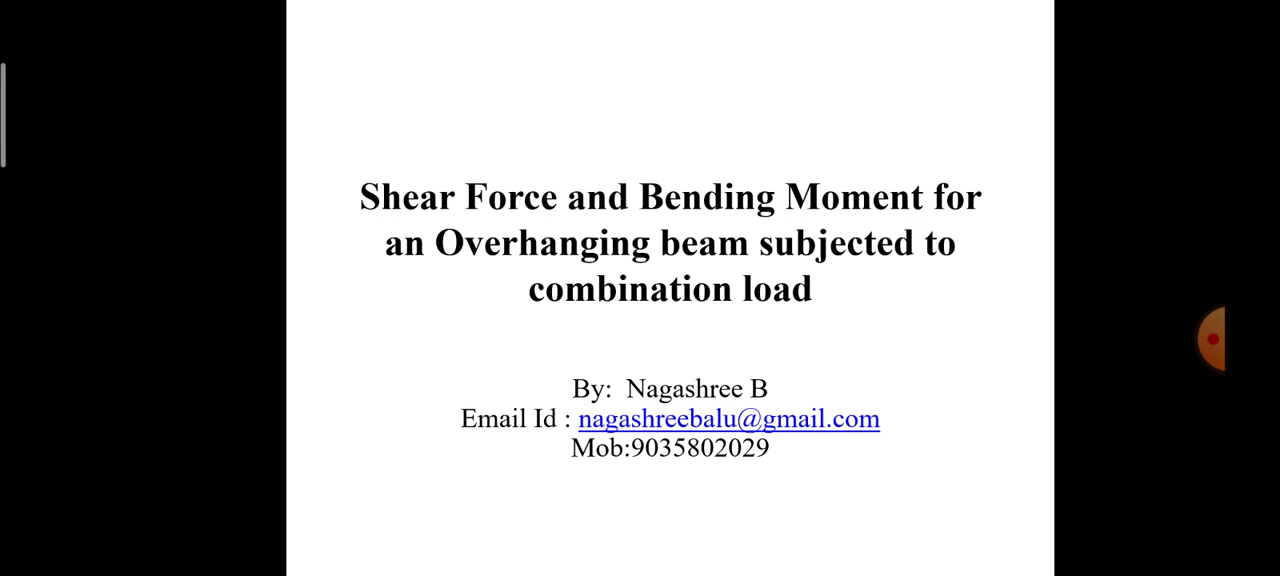 Shear Force and Bending Moment for
an Overhanging beam subjected to
combination load
By:  Nagashree B
Email Id : nagashreebalu@gmail.com
Mob:9035802029